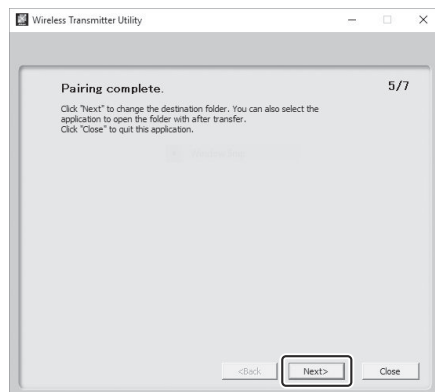 Wireless Transmitter Utility
Pairing complete.
5/7
Click "Next" to change the destination folder. You can also select the
application to open the folder with after transfer.
Click "Close" to quit this application.
<Back
Next>
Close